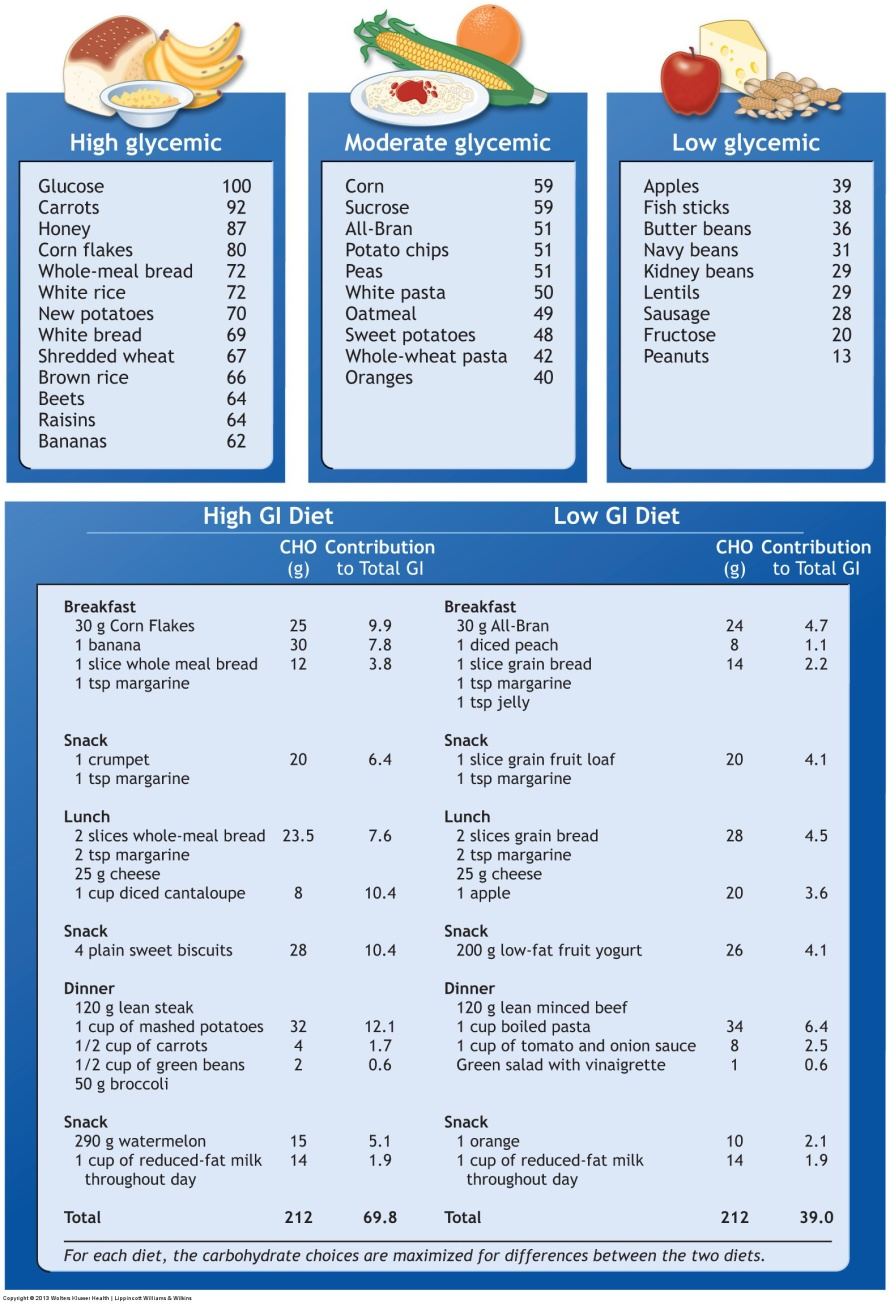 High glycemic
Glucose 100
Carrots 92
Honey 87
Corn flakes 80
Whole-meal bread 72
White rice 72
New potatoes 70
White bread 69
Shredded wheat 67
Brown rice 66
Beets 64
Raisins 64
Bananas 62
Moderate glycemic
Corn 59
Sucrose 59
All-Bran 51
Potato chips 51
Peas 51
White pasta 50
Oatmeal 49
Sweet potatoes 48
Whole-wheat pasta 42
Oranges 40
Low glycemic
Apples 39
Fish sticks 38
Butter beans 36
Navy beans 31
Kidney beans 29
Lentils 29
Sausage 28
Fructose 20
Peanuts 13
High GI Diet
CHO Contribution
(g) to Total GI
Breakfast
30 g Corn Flakes 25 9.9
1 banana 30 7.8
1 slice whole meal bread 12 3.8
1 tsp margarine
Snack
1 crumpet 20 6.4
1 tsp margarine
Lunch
2 slices whole-meal bread 23.5 7.6
2 tsp margarine
25 g cheese
1 cup diced cantaloupe 8 10.4
Snack
4 plain sweet biscuits 28 10.4
Dinner
120 g lean steak
1 cup of mashed potatoes 32 12.1
1/2 cup of carrots 4 1.7
1/2 cup of green beans 2 0.6
50 g broccoli
Snack
290 g watermelon 15 5.1
1 cup of reduced-fat milk 14 1.9
throughout day
Total 212 69.8
Low GI Diet
CHO Contribution
(g) to Total GI
Breakfast
30 g All-Bran 24 4.7
1 diced peach 8 1.1
1 slice grain bread 14 2.2
1 tsp margarine
1 tsp jelly
Snack
1 slice grain fruit loaf 20 4.1
1 tsp margarine
Lunch
2 slices grain bread 28 4.5
2 tsp margarine
25 g cheese
1 apple 20 3.6
Snack
200 g low-fat fruit yogurt 26 4.1
Dinner
120 g lean minced beef
1 cup boiled pasta 34 6.4
1 cup of tomato and onion sauce 8 2.5
Green salad with vinaigrette 1 0.6
Snack
1 orange 10 2.1
1 cup of reduced-fat milk 14 1.9
throughout day
Total 212 39.0
For each diet, the carbohydrate choices are maximized for differences between the two diets.
Copyright © 2013 Wolters Kluwer Health | Lippincott Williams & Wilkins